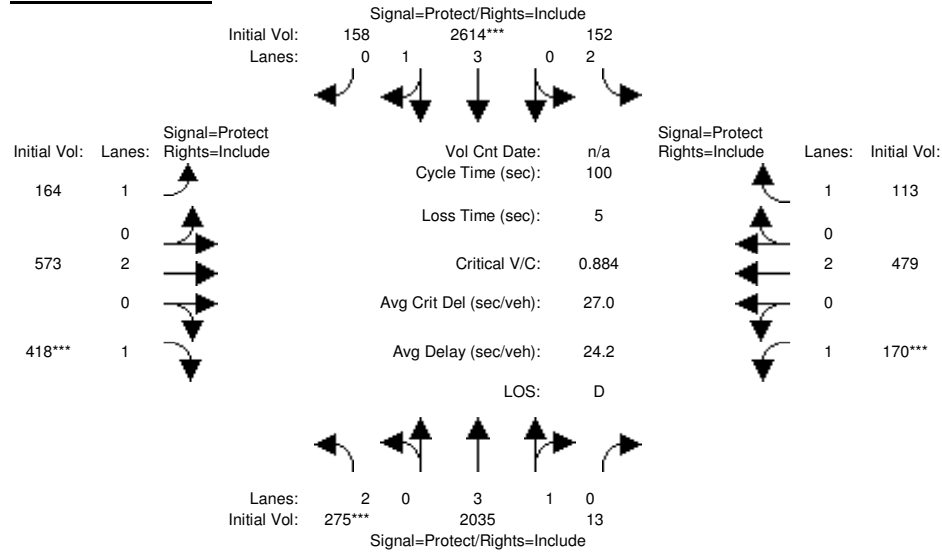 Signal=Protect/Rights=Include
Initial Vol: 158 2614*** 152
Lanes: 0 1 3 0 2
Signal=Protect
Initial Vol: Lanes: Rights=Include
Vol Cnt Date: n/a
Signal=Protect
Rights=Include Lanes: Initial Vol:
Cycle Time (sec): 100
164 1
1 113
Loss Time (sec): 5
0
0
573 2
Critical V/C: 0.884
2 479
0
Avg Crit Del (sec/veh): 27.0
0
418*** 1
Avg Delay (sec/veh): 24.2
1 170***
LOS: D
Lanes: 2 0 3 1 0
Initial Vol: 275*** 2035 13
Signal=Protect/Rights=Include